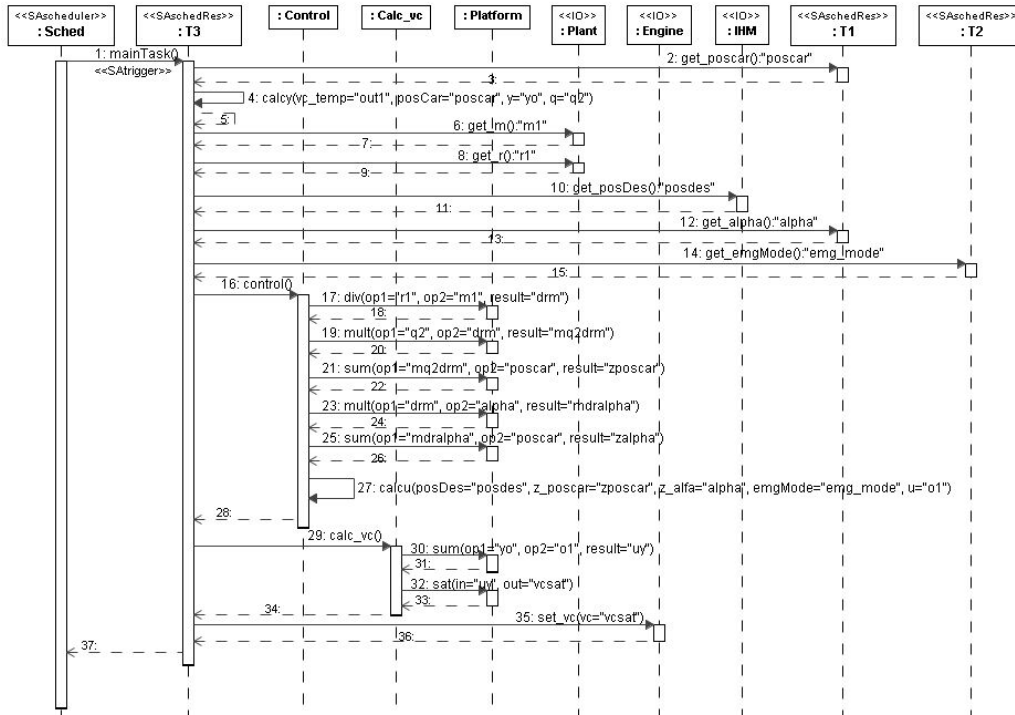 <<SAscheduler>>
: Sched
<<SAschedRes>>
: T3
: Control
: Calc_vc
: Platform
<<IO>>
: Plant
<<IO>>
: Engine
<<IO>>
: IHM
<<SAschedRes>>
: T1
<<SAschedRes>>
: T2
1: mainTask()
<<SAtrigger>>
2: get_poscar():"poscar"
3:
4: calcy(vc_temp="out1", posCar="poscar", y="yo", q="q2")
5:
6: get_m():"m1"
7:
8: get_r():"r1"
9:
10: get_posDes():"posdes"
11:
12: get_alpha():"alpha"
13:
14: get_emgMode():"emg_mode"
15:
16: control()
17: div(op1="r1", op2="m1", result="drm")
18:
19: mult(op1="q2", op2="drm", result="mq2drm")
20:
21: sum(op1="mq2drm", op2="poscar", result="zposcar")
22:
23: mult(op1="drm", op2="alpha", result="mdralpha")
24:
25: sum(op1="mdralpha", op2="poscar", result="zalpha")
26:
27: calcu(posDes="posdes", z_poscar="zposcar", z_alfa="alpha", emgMode="emg_mode", u="o1")
28:
29: calc_vc()
30: sum(op1="yo", op2="o1", result="uy")
31:
32: sat(in="uy", out="vcsat")
33:
34:
35: set_vc(vc="vcsat")
36:
37: